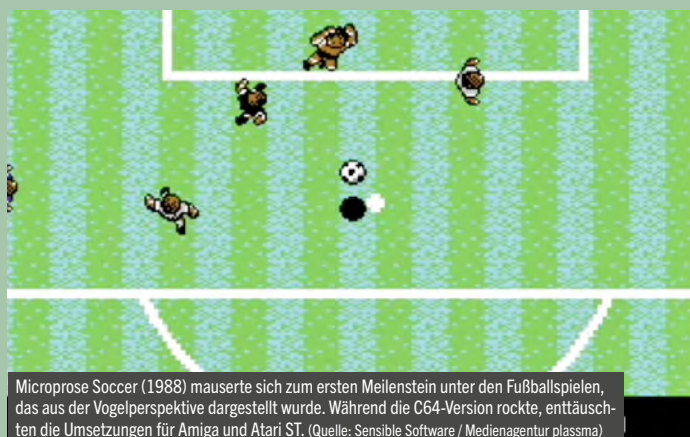 Microprose Soccer (1988) mauserte sich zum ersten Meilenstein unter den Fußballspielen,
das aus der Vogelperspektive dargestellt wurde. Während die C64-Version rockte, enttäusch-
ten die Umsetzungen für Amiga und Atari ST. (Quelle: Sensible Software / Medienagentur plassma)